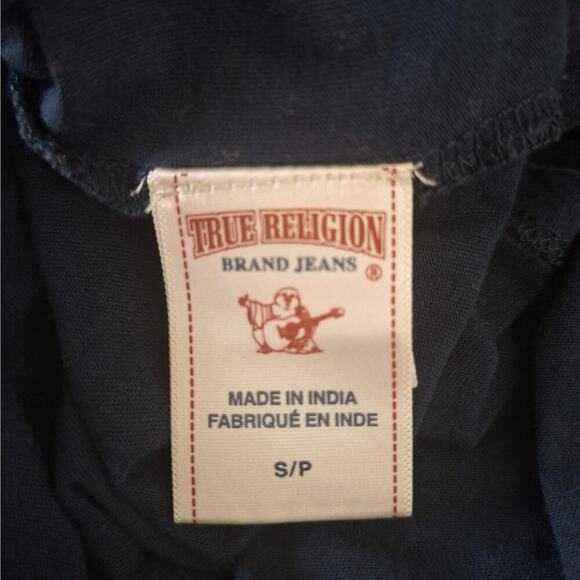 TRUE RELIGION
BRAND JEANS
®
MADE IN INDIA
FABRIQUÉ EN INDE
S/P